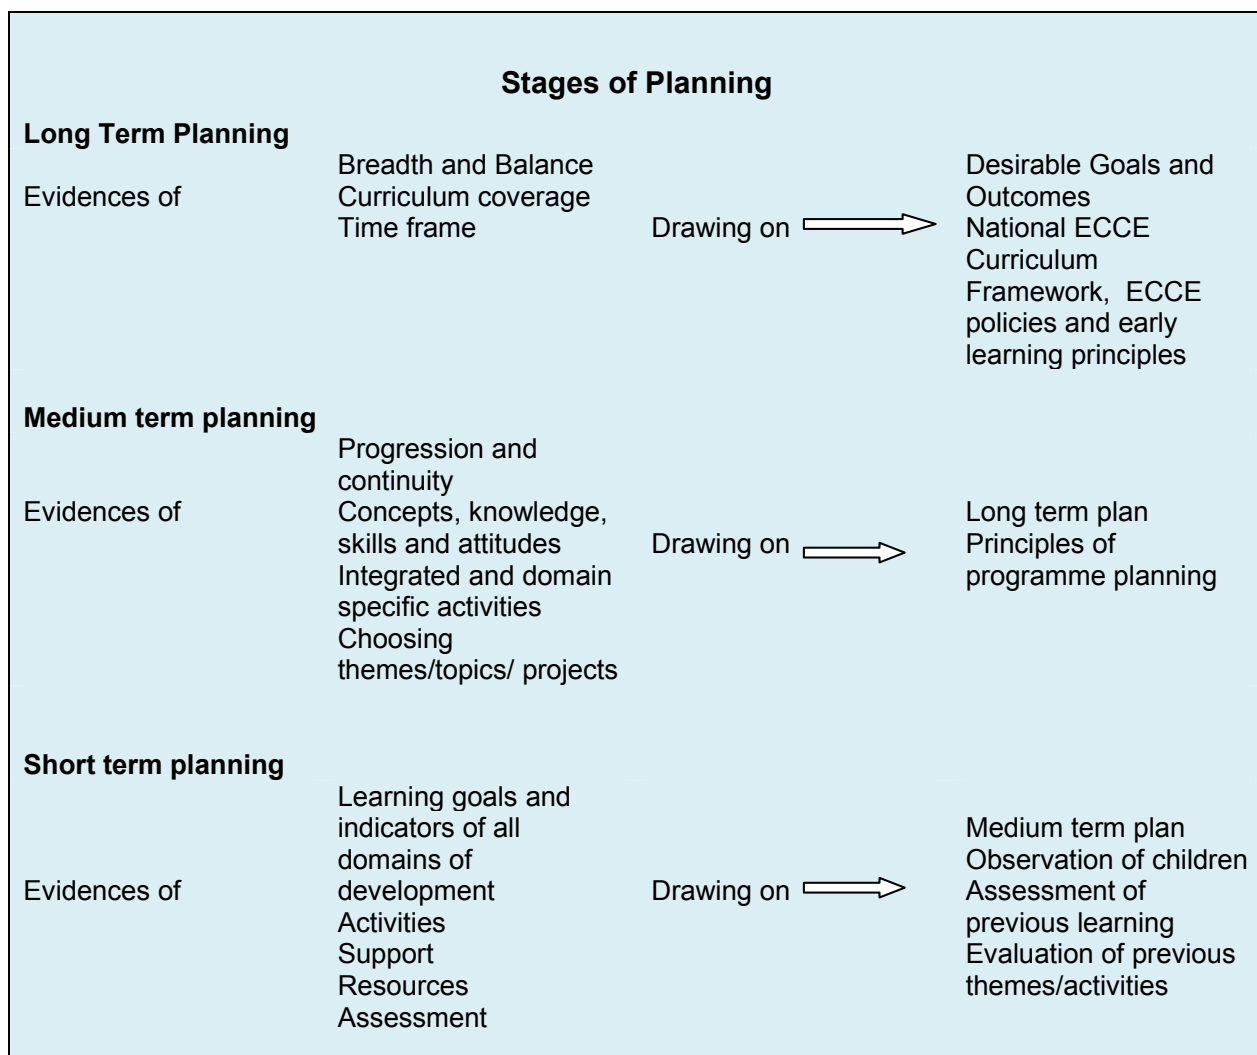 Stages of Planning
Long Term Planning
Evidences of
Breadth and Balance
Curriculum coverage
Time frame
Drawing on
Desirable Goals and
Outcomes
National ECCE
Curriculum
Framework, ECCE
policies and early
learning principles
Medium term planning
Evidences of
Progression and
continuity
Concepts, knowledge,
skills and attitudes
Integrated and domain
specific activities
Choosing
themes/topics/ projects
Drawing on
Long term plan
Principles of
programme planning
Short term planning
Evidences of
Learning goals and
indicators of all
domains of
development
Activities
Support
Resources
Assessment
Drawing on
Medium term plan
Observation of children
Assessment of
previous learning
Evaluation of previous
themes/activities